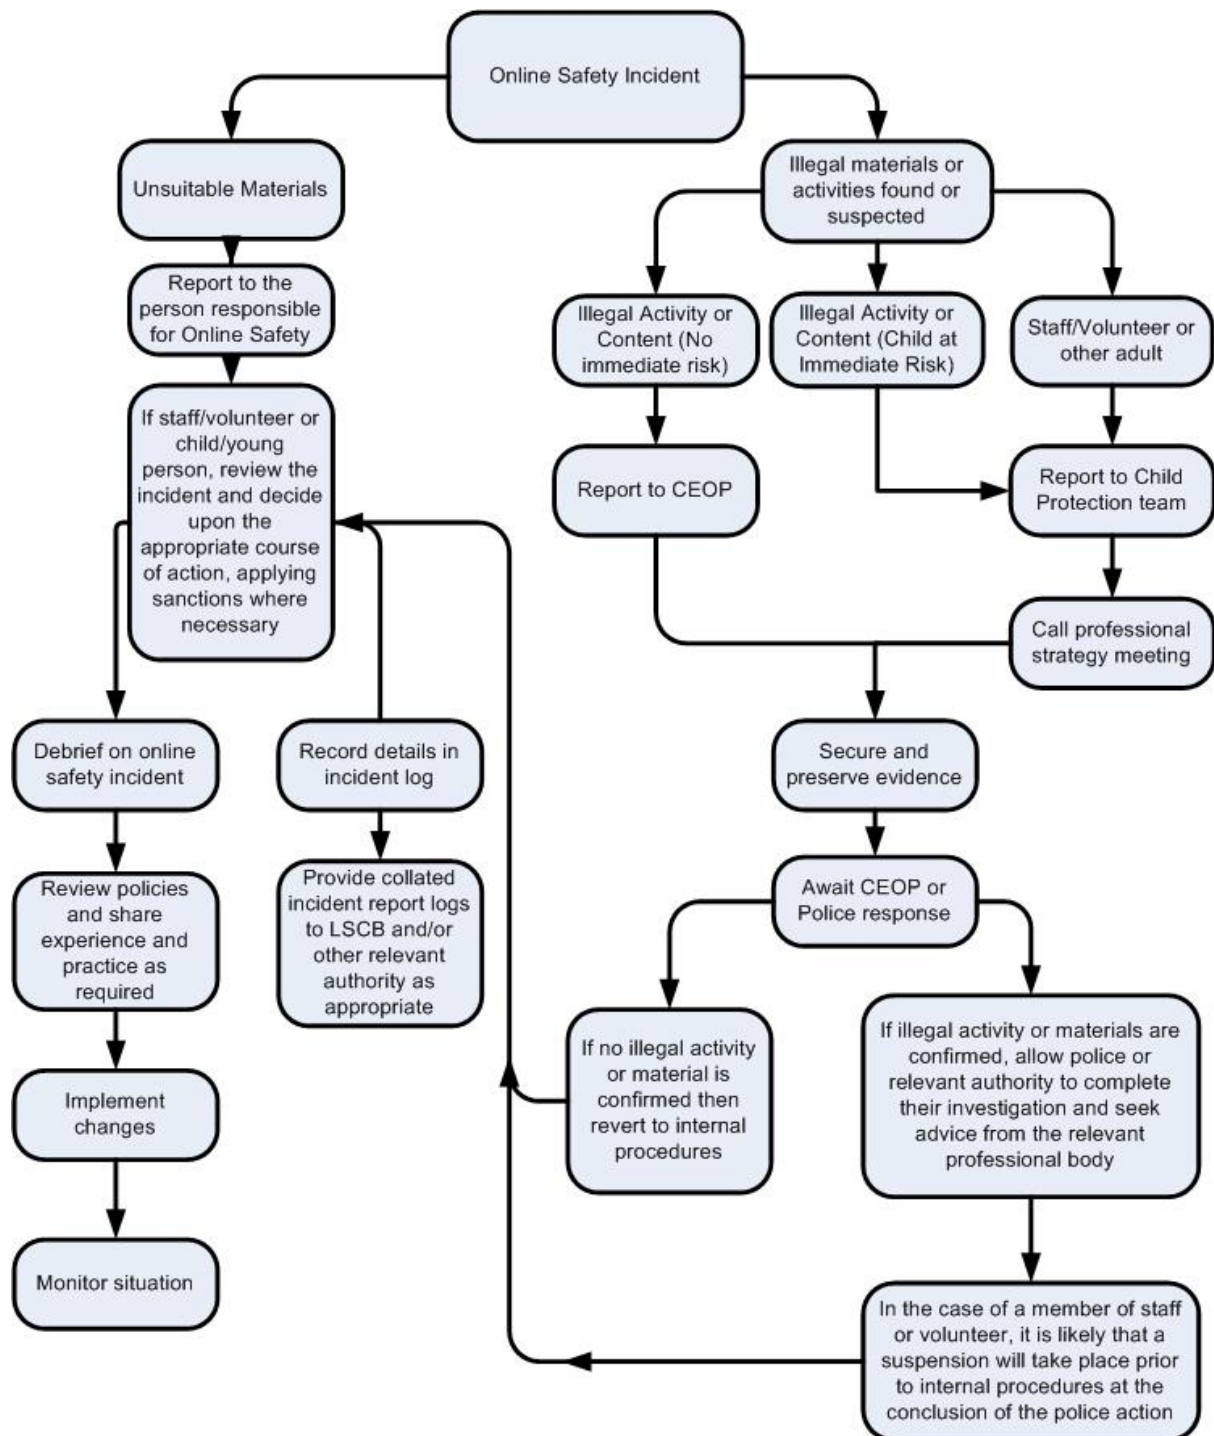 Online Safety Incident
Unsuitable Materials
Illegal materials or
activities found or
suspected
Report to the
person responsible
for Online Safety
Illegal Activity or
Content (No
immediate risk)
Illegal Activity or
Content (Child at
Immediate Risk)
Staff/Volunteer or
other adult
If staff/volunteer or
child/young
person, review the
incident and decide
upon the
appropriate course
of action, applying
sanctions where
necessary
Report to CEOP
Report to Child
Protection team
Call professional
strategy meeting
Debrief on online
safety incident
Record details in
incident log
Secure and
preserve evidence
Review policies
and share
experience and
practice as
required
Provide collated
incident report logs
to LSCB and/or
other relevant
authority as
appropriate
Await CEOP or
Police response
If no illegal activity
or material is
confirmed then
revert to internal
procedures
If illegal activity or materials are
confirmed, allow police or
relevant authority to complete
their investigation and seek
advice from the relevant
professional body
Implement
changes
Monitor situation
In the case of a member of staff
or volunteer, it is likely that a
suspension will take place prior
to internal procedures at the
conclusion of the police action